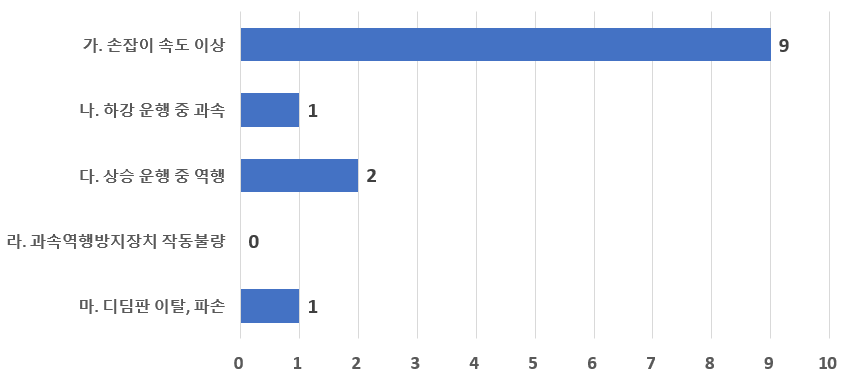 가. 손잡이 속도 이상 9
나. 하강 운행 중 과속 1
다. 상승 운행 중 역행 2
라. 과속역행방지장치 작동불량 0
마. 디딤판 이탈, 파손 1
0 1 2 3 4 5 6 7 8 9 10